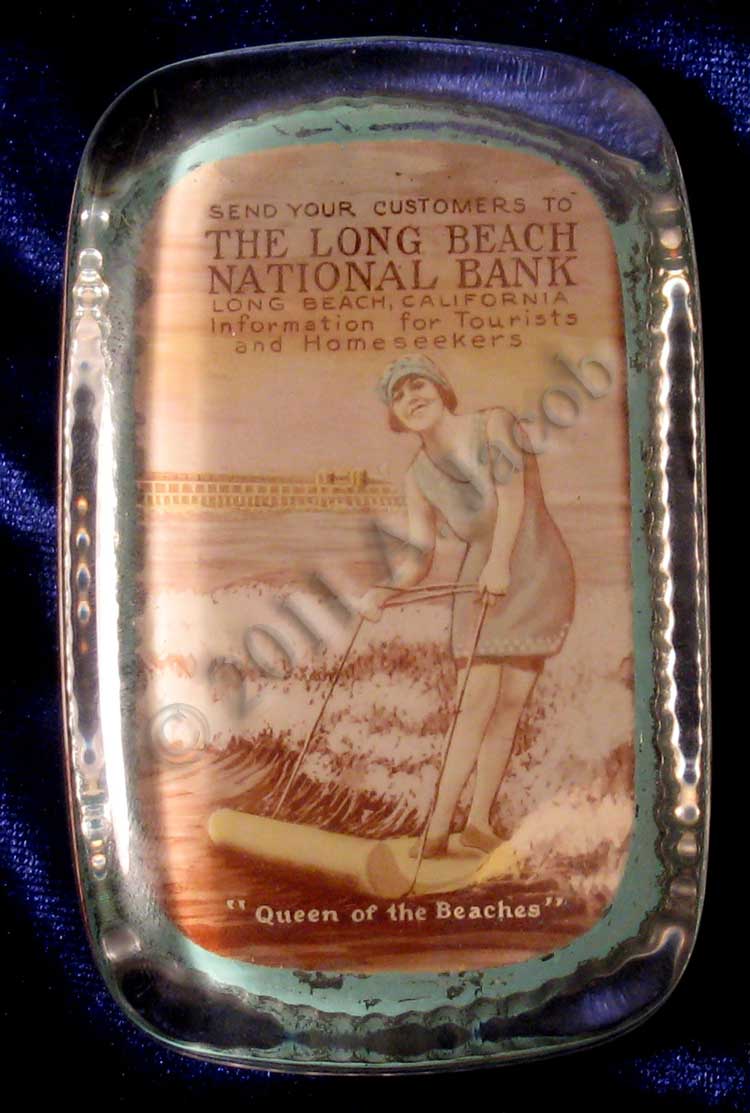 SEND YOUR CUSTOMERS TO
THE LONG BEACH
NATIONAL BANK
LONG BEACH, CALIFORNIA
Information for Tourists
and Homeseekers
© 2011 A. Jacob
"Queen of the Beaches"